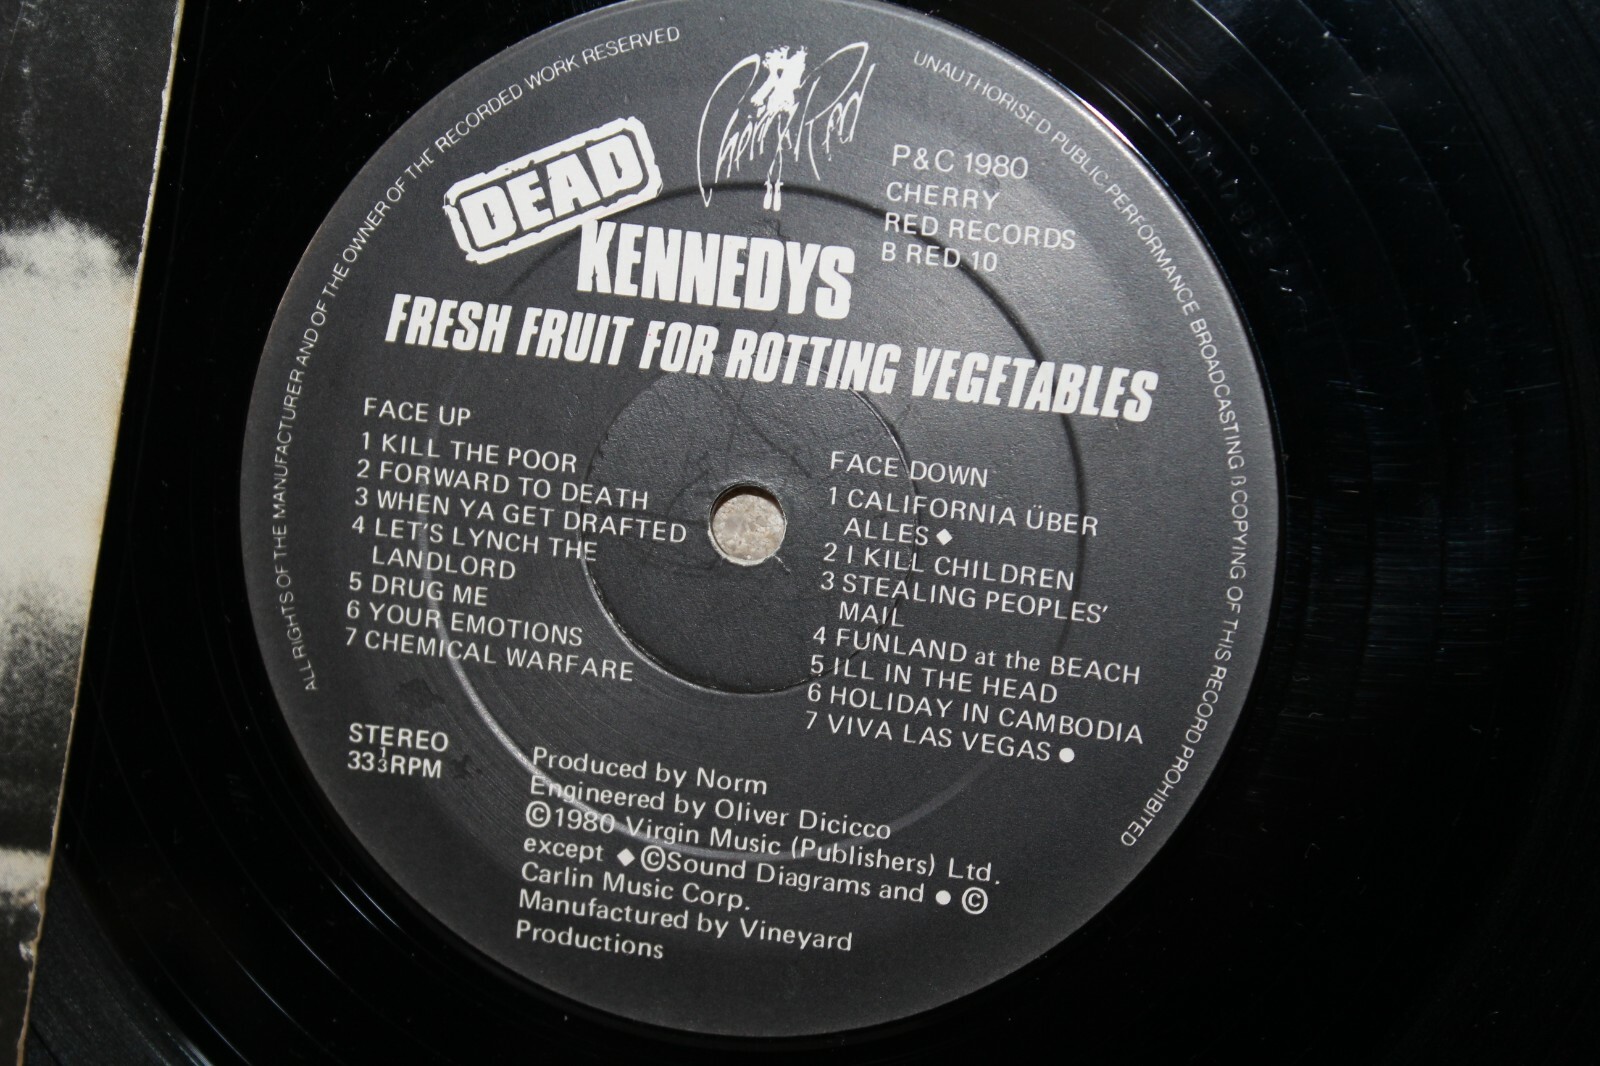 ALL RIGHTS OF THE MANUFACTURER AND OF THE OWNER OF THE RECORDED WORK RESERVED
UNAUTHORISED PUBLIC PERFORMANCE BROADCASTING & COPYING OF THIS RECORD PROHIBITED
Cherry Red
P&C 1980
CHERRY
RED RECORDS
B RED 10
DEAD
KENNEDYS
FRESH FRUIT FOR ROTTING VEGETABLES
FACE UP
1 KILL THE POOR
2 FORWARD TO DEATH
3 WHEN YA GET DRAFTED
4 LET'S LYNCH THE
LANDLORD
5 DRUG ME
6 YOUR EMOTIONS
7 CHEMICAL WARFARE
FACE DOWN
1 CALIFORNIA ÜBER
ALLES ◆
2 I KILL CHILDREN
3 STEALING PEOPLES'
MAIL
4 FUNLAND at the BEACH
5 ILL IN THE HEAD
6 HOLIDAY IN CAMBODIA
7 VIVA LAS VEGAS ●
STEREO
33⅓RPM
Produced by Norm
Engineered by Oliver Dicicco
©1980 Virgin Music (Publishers) Ltd.
except ◆ ©Sound Diagrams and ● ©
Carlin Music Corp.
Manufactured by Vineyard
Productions